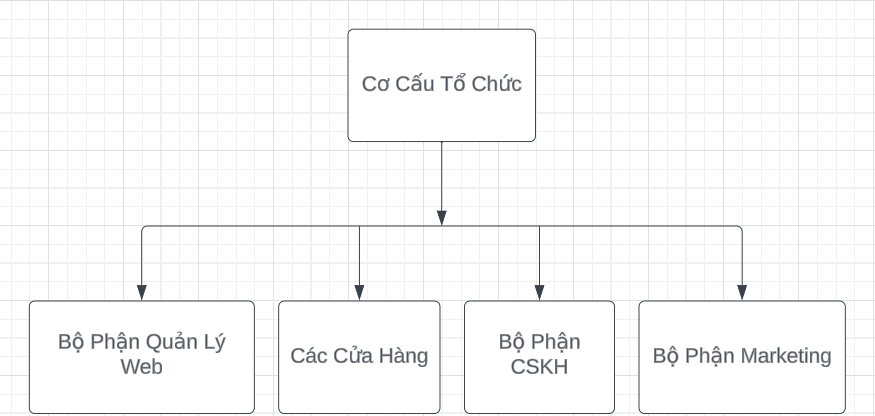 Cơ Cấu Tổ Chức
Bộ Phận Quản Lý
Web
Các Cửa Hàng
Bộ Phận
CSKH
Bộ Phận Marketing